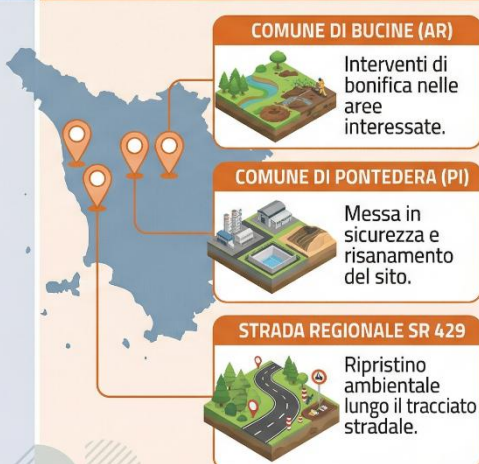 COMUNE DI BUCINE (AR)
Interventi di
bonifica nelle
aree
interessate.
COMUNE DI PONTEDERA (PI)
Messa in
sicurezza e
risanamento
del sito.
STRADA REGIONALE SR 429
Ripristino
ambientale
lungo il tracciato
stradale.